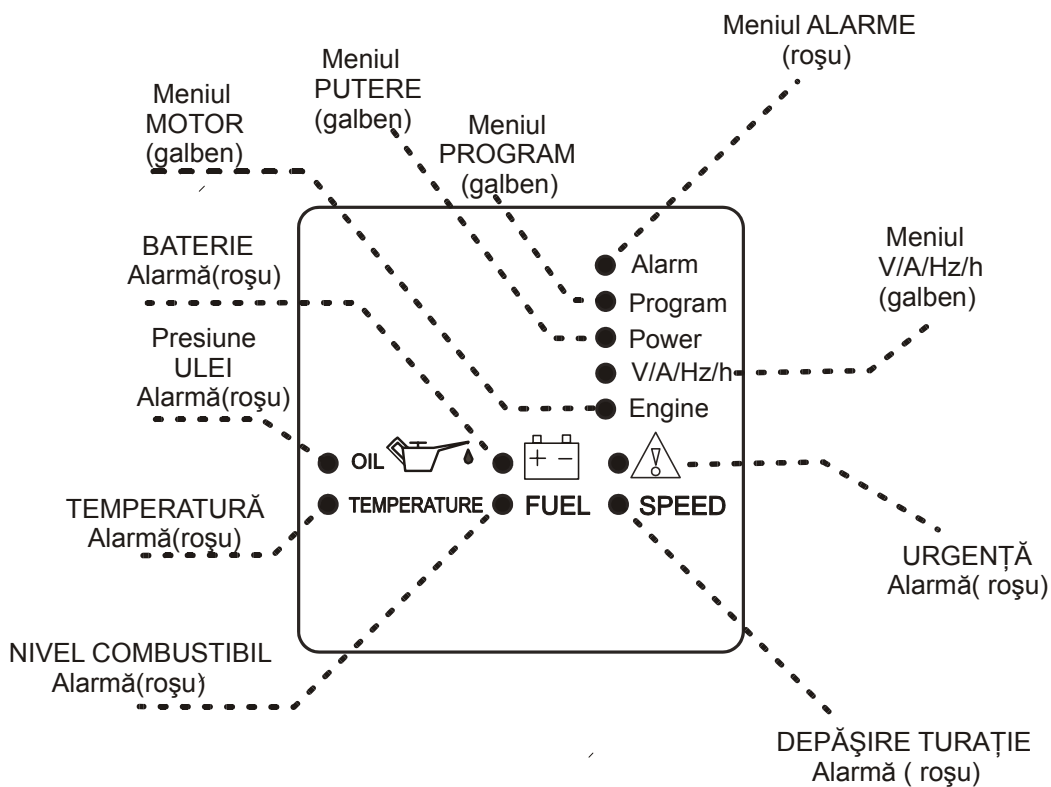 Meniul ALARME
(roşu)
Meniul
PUTERE
(galben)
Meniul
MOTOR
(galben)
Meniul
PROGRAM
(galben)
BATERIE
Alarmă(roşu)
Meniul
V/A/Hz/h
(galben)
Alarm
Program
Power
V/A/Hz/h
Engine
Presiune
ULEI
Alarmă(roşu)
OIL
+ −
TEMPERATURE
FUEL
SPEED
TEMPERATURĂ
Alarmă(roşu)
URGENȚĂ
Alarmă( roşu)
NIVEL COMBUSTIBIL
Alarmă(roşu)
DEPĂŞIRE TURAȚIE
Alarmă ( roşu)